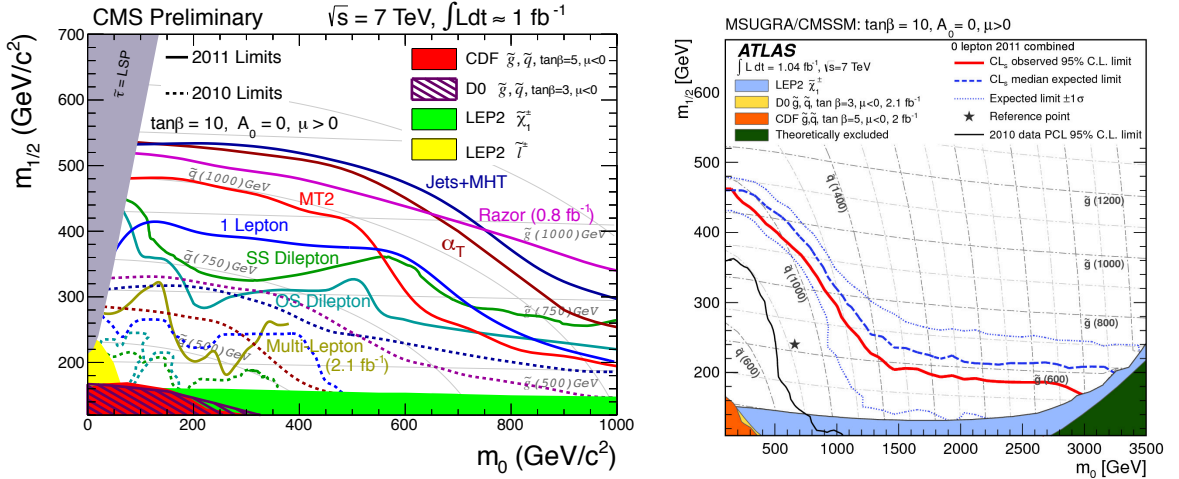 CMS Preliminary
√s = 7 TeV, ∫Ldt ≈ 1 fb⁻¹
m₁/₂ (GeV/c²)
700
600
500
400
300
200
τ̃ = LSP
2011 Limits
2010 Limits
tanβ = 10, A₀ = 0, μ > 0
CDF g̃, q̃, tanβ=5, μ<0
D0 g̃, q̃, tanβ=3, μ<0
LEP2 χ̃₁±
LEP2 l̃±
q̃(1000)GeV
MT2
Jets+MHT
Razor (0.8 fb⁻¹)
αT
g̃(1000)GeV
1 Lepton
q̃(750)GeV
SS Dilepton
OS Dilepton
g̃(750)GeV
q̃(500)GeV
Multi-Lepton
(2.1 fb⁻¹)
g̃(500)GeV
0 200 400 600 800 1000
m₀ (GeV/c²)
MSUGRA/CMSSM: tanβ = 10, A₀ = 0, μ>0
m₁/₂ [GeV]
600
500
400
300
200
ATLAS
∫ L dt = 1.04 fb⁻¹, √s=7 TeV
LEP2 χ̃₁±
D0 g̃,q̃, tan β=3, μ<0, 2.1 fb⁻¹
CDF g̃,q̃, tan β=5, μ<0, 2 fb⁻¹
Theoretically excluded
0 lepton 2011 combined
CLₛ observed 95% C.L. limit
CLₛ median expected limit
Expected limit ±1σ
Reference point
2010 data PCL 95% C.L. limit
q̃ (1400)
q̃ (1000)
q̃ (600)
g̃ (1200)
g̃ (1000)
g̃ (800)
g̃ (600)
500 1000 1500 2000 2500 3000 3500
m₀ [GeV]